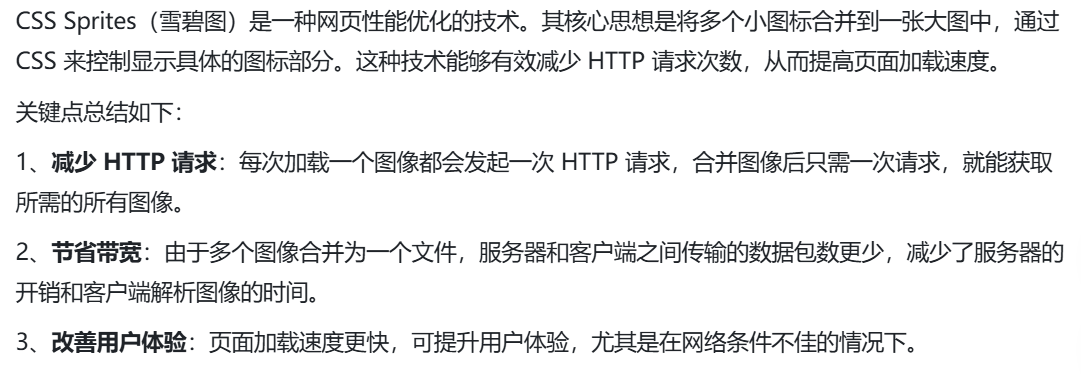 CSS Sprites（雪碧图）是一种网页性能优化的技术。其核心思想是将多个小图标合并到一张大图中，通过
CSS 来控制显示具体的图标部分。这种技术能够有效减少 HTTP 请求次数，从而提高页面加载速度。
关键点总结如下：
1、减少 HTTP 请求：每次加载一个图像都会发起一次 HTTP 请求，合并图像后只需一次请求，就能获取
所需的所有图像。
2、节省带宽：由于多个图像合并为一个文件，服务器和客户端之间传输的数据包数更少，减少了服务器的
开销和客户端解析图像的时间。
3、改善用户体验：页面加载速度更快，可提升用户体验，尤其是在网络条件不佳的情况下。